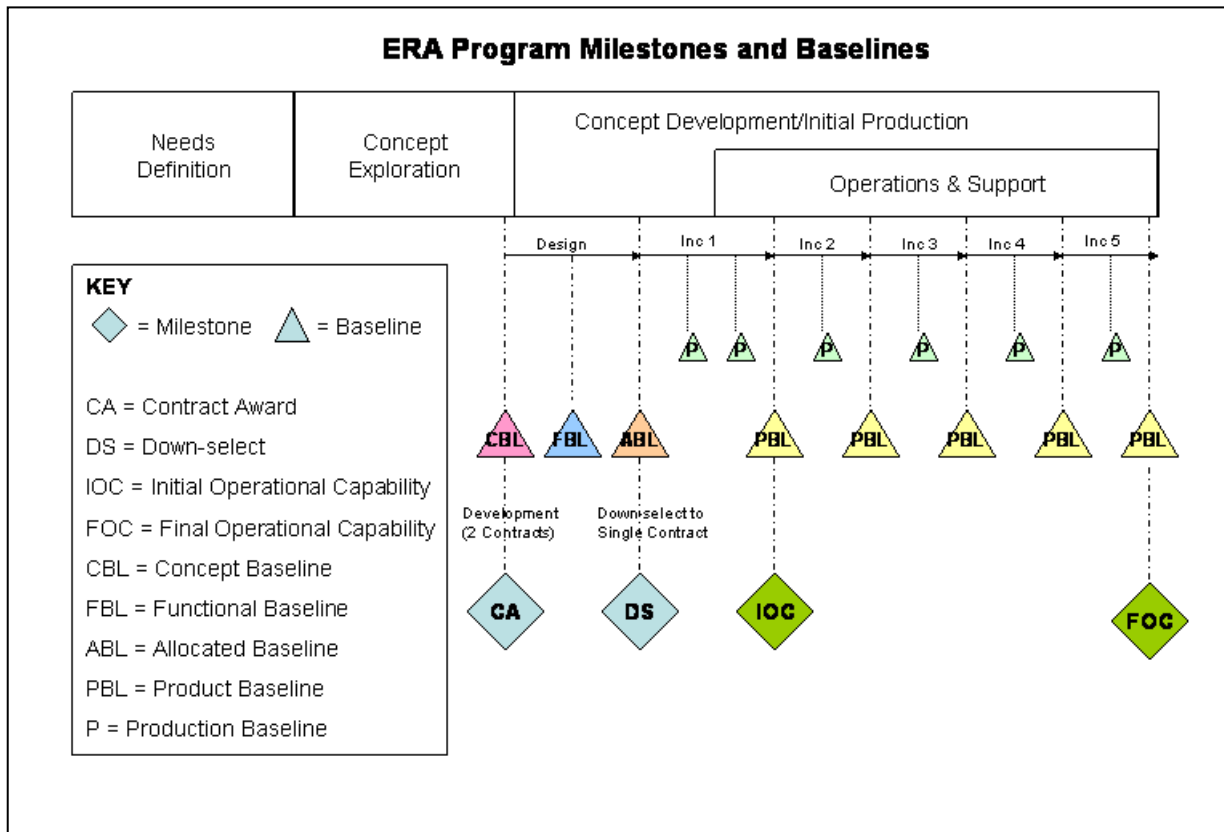 ERA Program Milestones and Baselines
Needs
Definition
Concept
Exploration
Concept Development/Initial Production
Operations & Support
Design
Inc 1
Inc 2
Inc 3
Inc 4
Inc 5
KEY
= Milestone
= Baseline
CA = Contract Award
DS = Down-select
IOC = Initial Operational Capability
FOC = Final Operational Capability
CBL = Concept Baseline
FBL = Functional Baseline
ABL = Allocated Baseline
PBL = Product Baseline
P = Production Baseline
P
P
P
P
P
P
CBL
FBL
ABL
PBL
PBL
PBL
PBL
PBL
Development
(2 Contracts)
Down-select to
Single Contract
CA
DS
IOC
FOC